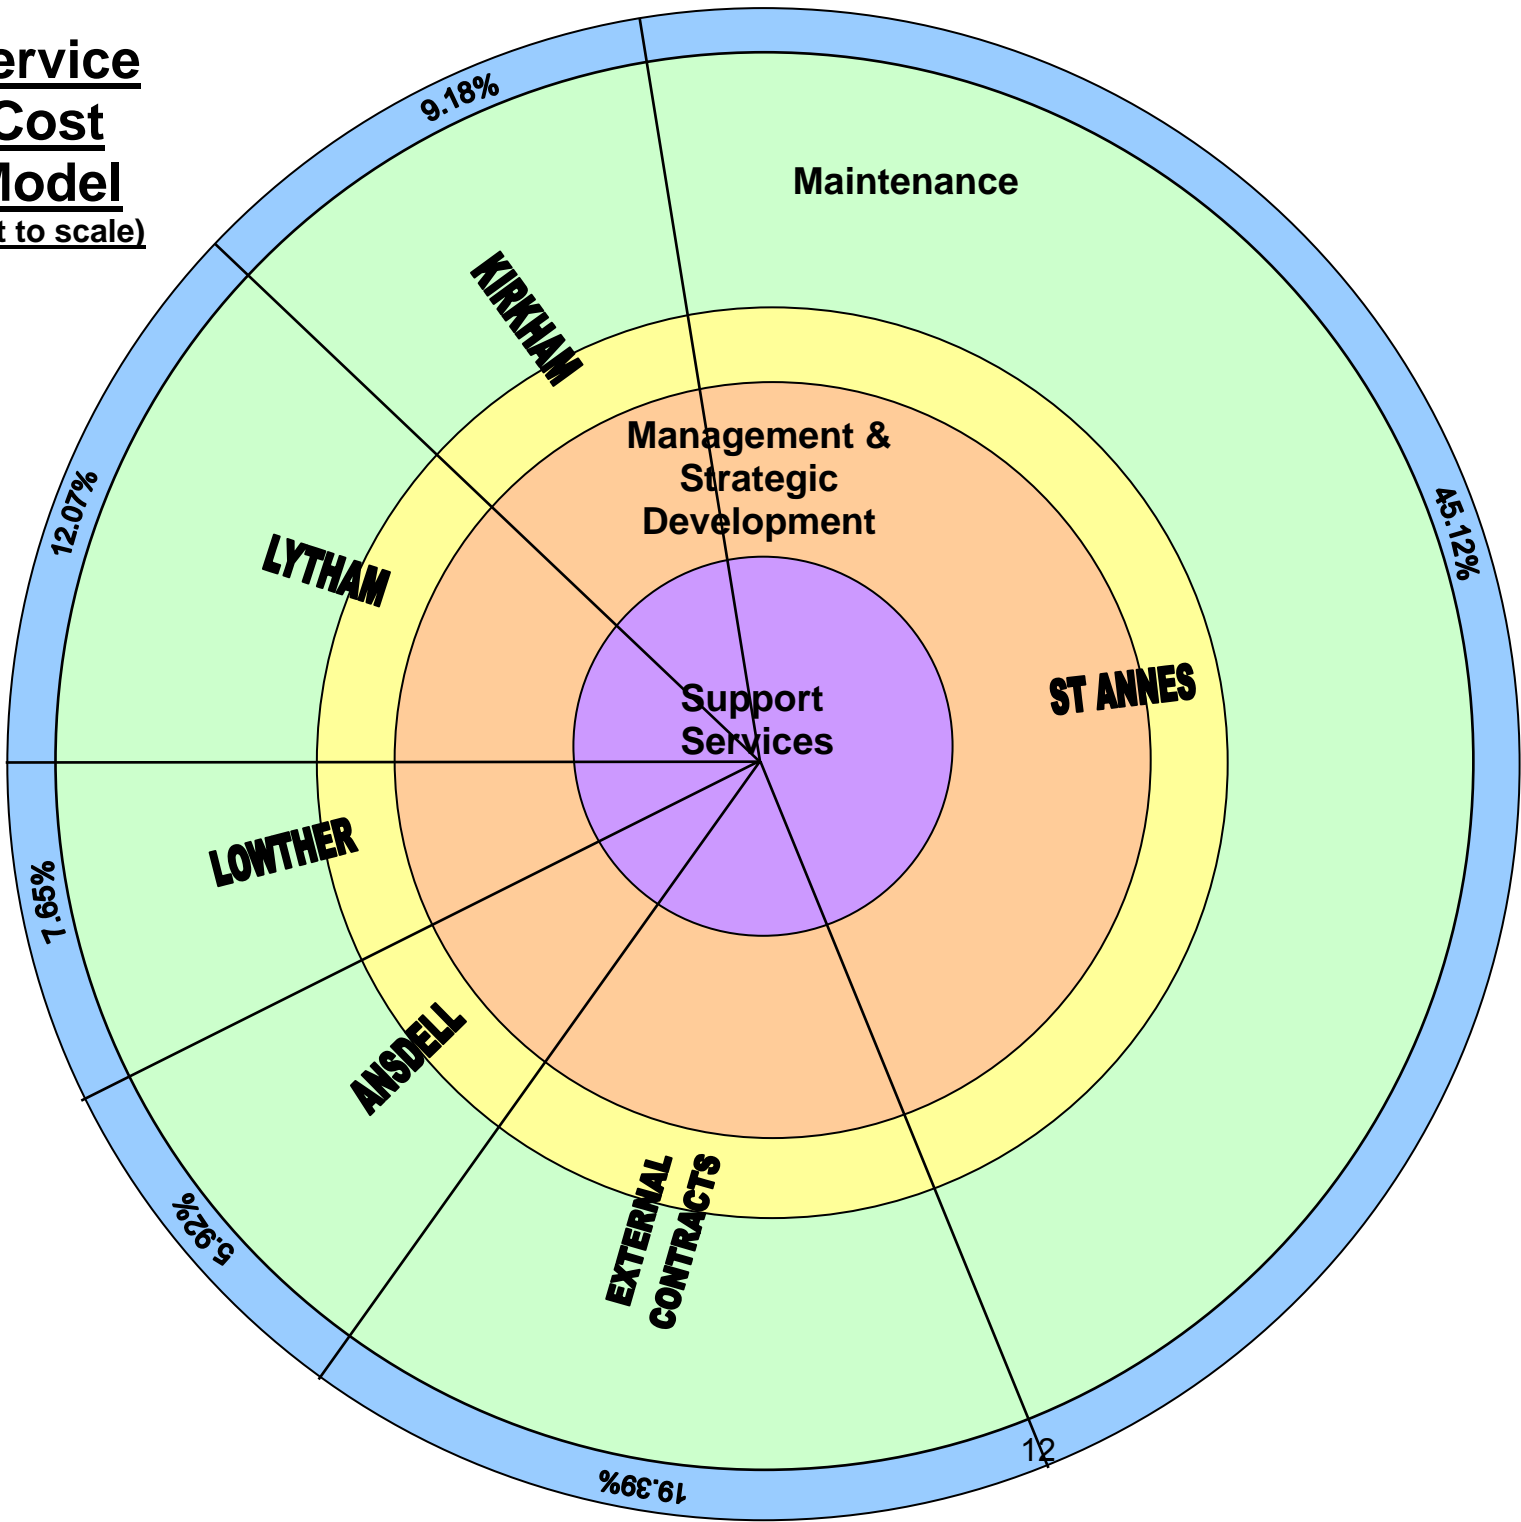 ervice
Cost
Model
t to scale)
9.18%
Maintenance
KIRKHAM
Management &
Strategic
Development
12.07%
45.12%
LYTHAM
ST ANNES
Support
Services
LOWTHER
7.65%
ANSDELL
EXTERNAL
CONTRACTS
5.92%
12
19.39%